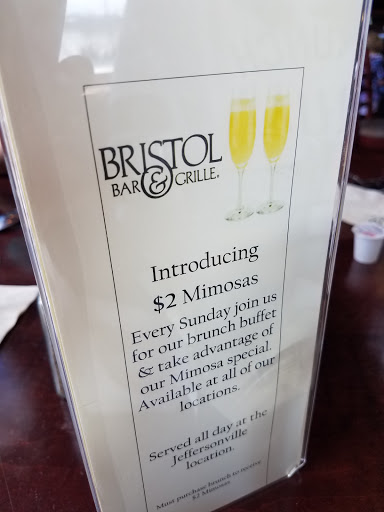 BRISTOL
BAR & GRILLE®
Introducing
$2 Mimosas
Every Sunday join us
for our brunch buffet
& take advantage of
our Mimosa special.
Available at all of our
locations.
Served all day at the
Jeffersonville
location.
Must purchase brunch to receive
$2 Mimosas